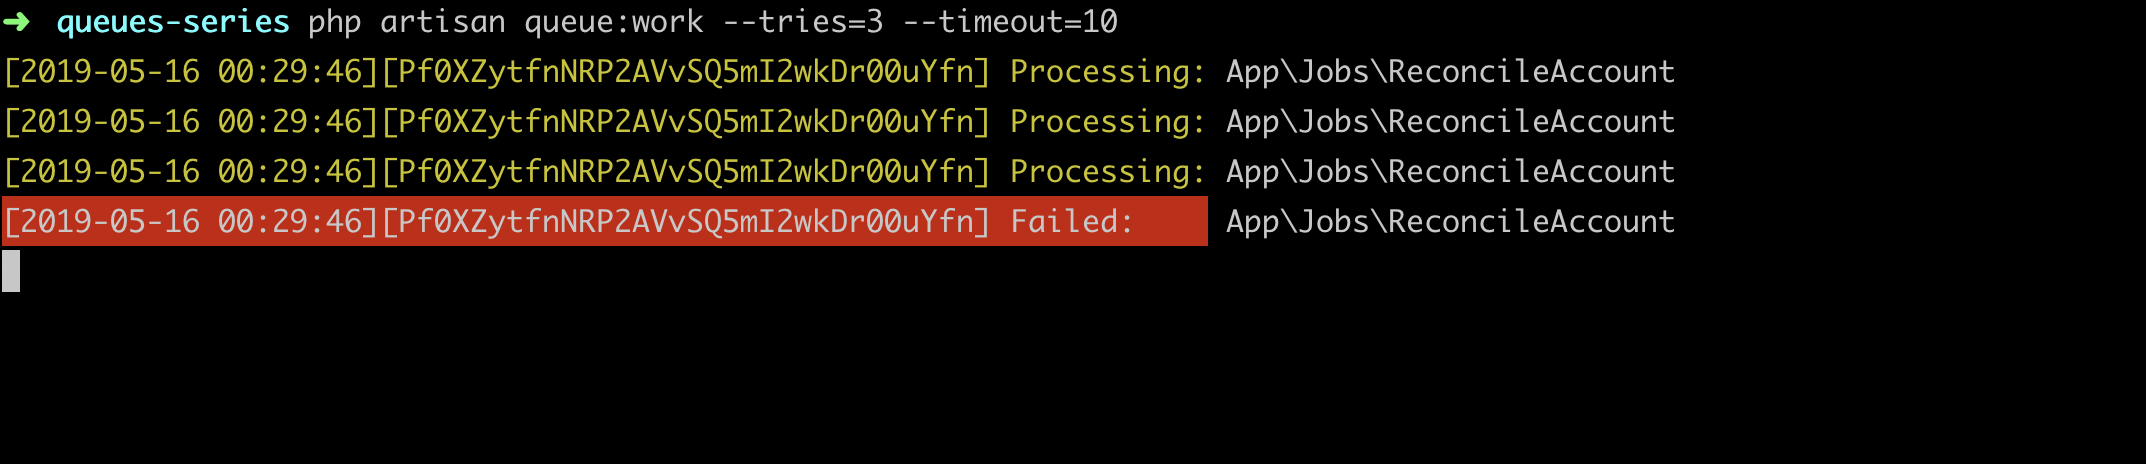 ➜ queues-series php artisan queue:work --tries=3 --timeout=10
[2019-05-16 00:29:46][Pf0XZytfnNRP2AVvSQ5mI2wkDr00uYfn] Processing: App\Jobs\ReconcileAccount
[2019-05-16 00:29:46][Pf0XZytfnNRP2AVvSQ5mI2wkDr00uYfn] Processing: App\Jobs\ReconcileAccount
[2019-05-16 00:29:46][Pf0XZytfnNRP2AVvSQ5mI2wkDr00uYfn] Processing: App\Jobs\ReconcileAccount
[2019-05-16 00:29:46][Pf0XZytfnNRP2AVvSQ5mI2wkDr00uYfn] Failed: App\Jobs\ReconcileAccount